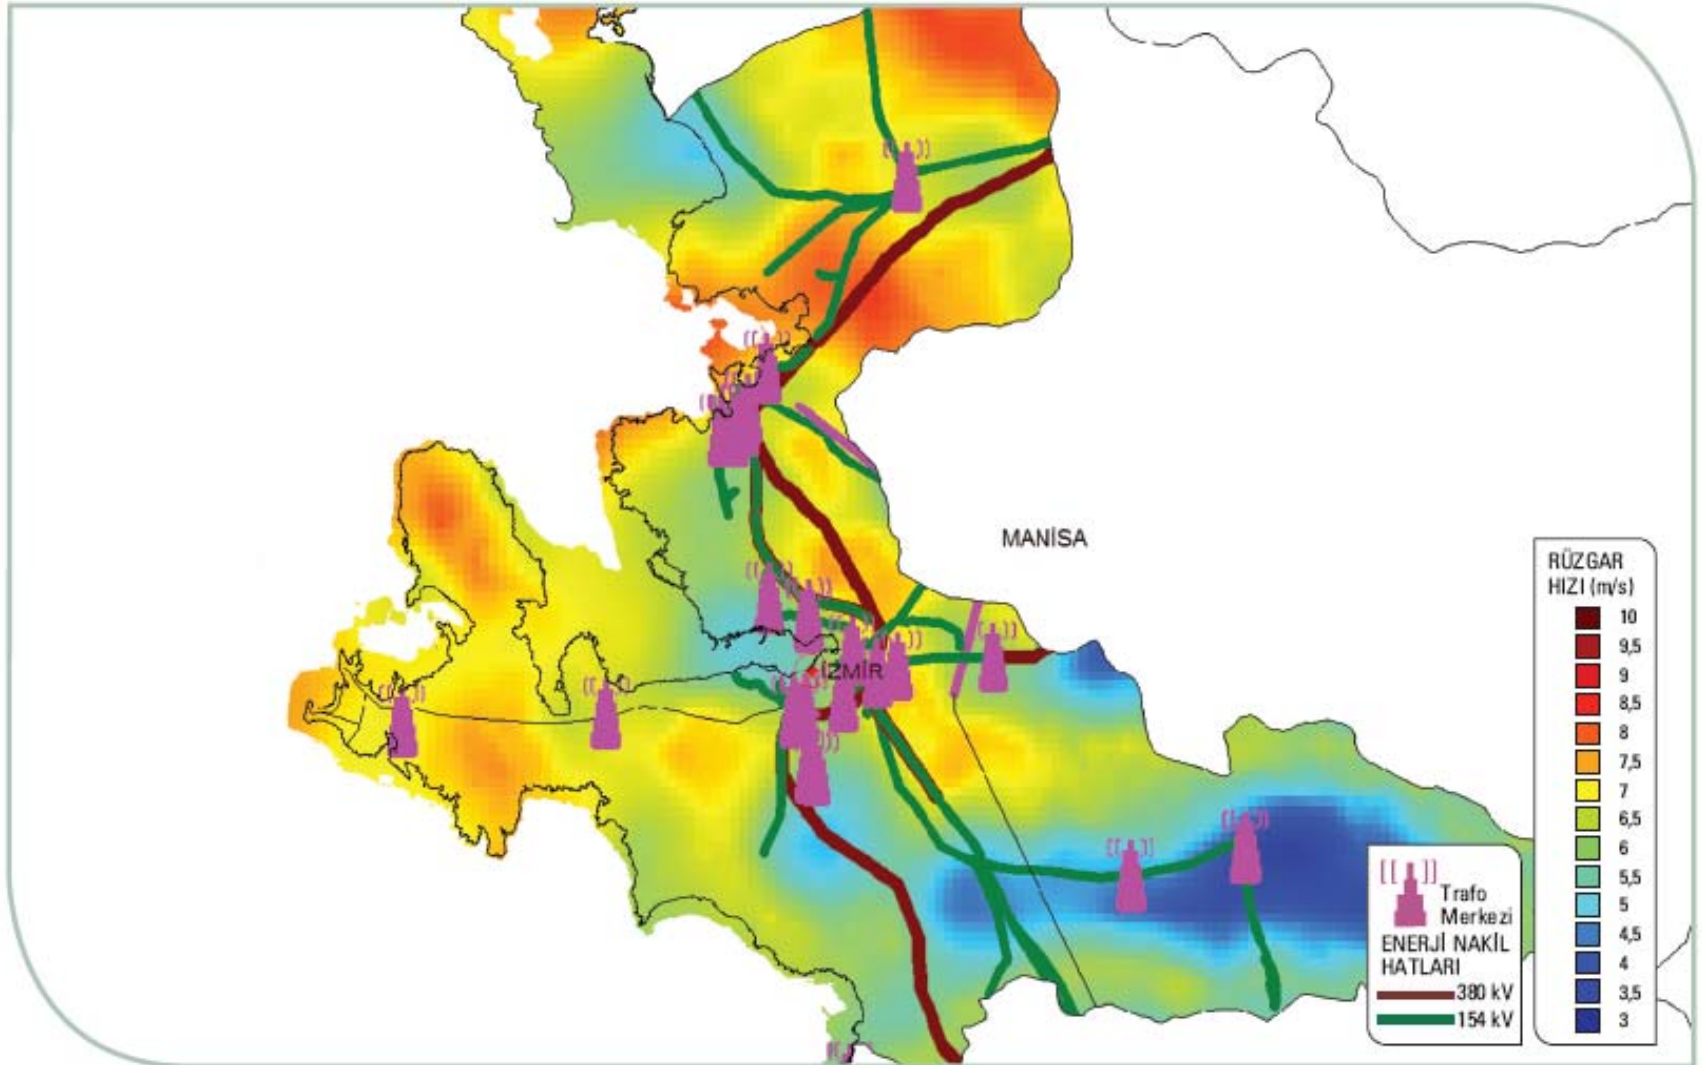 MANİSA
İZMİR
RÜZGAR
HIZI (m/s)
10
9,5
9
8,5
8
7,5
7
6,5
6
5,5
5
4,5
4
3,5
3
Trafo
Merkezi
ENERJİ NAKİL
HATLARI
380 kV
154 kV